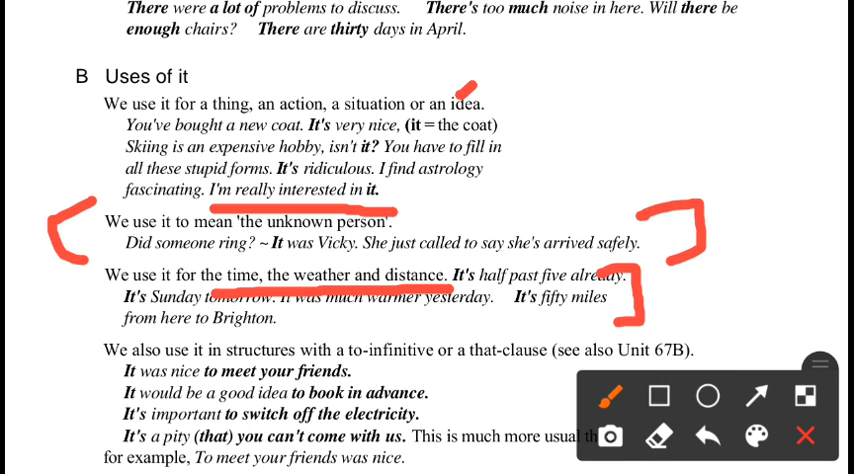 There were a lot of problems to discuss. There's too much noise in here. Will there be
enough chairs? There are thirty days in April.
B Uses of it
We use it for a thing, an action, a situation or an idea.
You've bought a new coat. It's very nice, (it = the coat)
Skiing is an expensive hobby, isn't it? You have to fill in
all these stupid forms. It's ridiculous. I find astrology
fascinating. I'm really interested in it.
We use it to mean 'the unknown person'.
Did someone ring? ~ It was Vicky. She just called to say she's arrived safely.
We use it for the time, the weather and distance. It's half past five already.
It's Sunday tomorrow. It was much warmer yesterday. It's fifty miles
from here to Brighton.
We also use it in structures with a to-infinitive or a that-clause (see also Unit 67B).
It was nice to meet your friends.
It would be a good idea to book in advance.
It's important to switch off the electricity.
It's a pity (that) you can't come with us. This is much more usual th
for example, To meet your friends was nice.